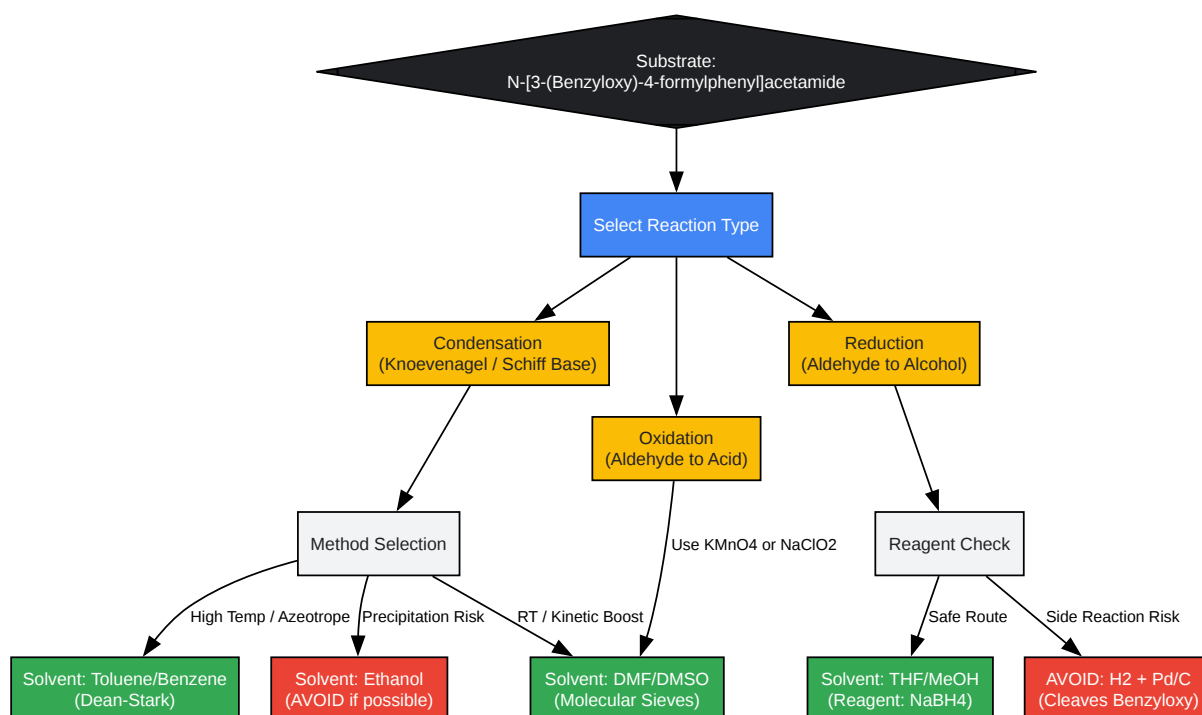 Substrate:
N-[3-(Benzyloxy)-4-formylphenyl]acetamide
Select Reaction Type
Condensation
(Knoevenagel / Schiff Base)
Reduction
(Aldehyde to Alcohol)
Oxidation
(Aldehyde to Acid)
Method Selection
Use KMnO4 or NaClO2
Reagent Check
High Temp / Azeotrope
Precipitation Risk
RT / Kinetic Boost
Safe Route
Side Reaction Risk
Solvent: Toluene/Benzene
(Dean-Stark)
Solvent: Ethanol
(AVOID if possible)
Solvent: DMF/DMSO
(Molecular Sieves)
Solvent: THF/MeOH
(Reagent: NaBH4)
AVOID: H2 + Pd/C
(Cleaves Benzyloxy)